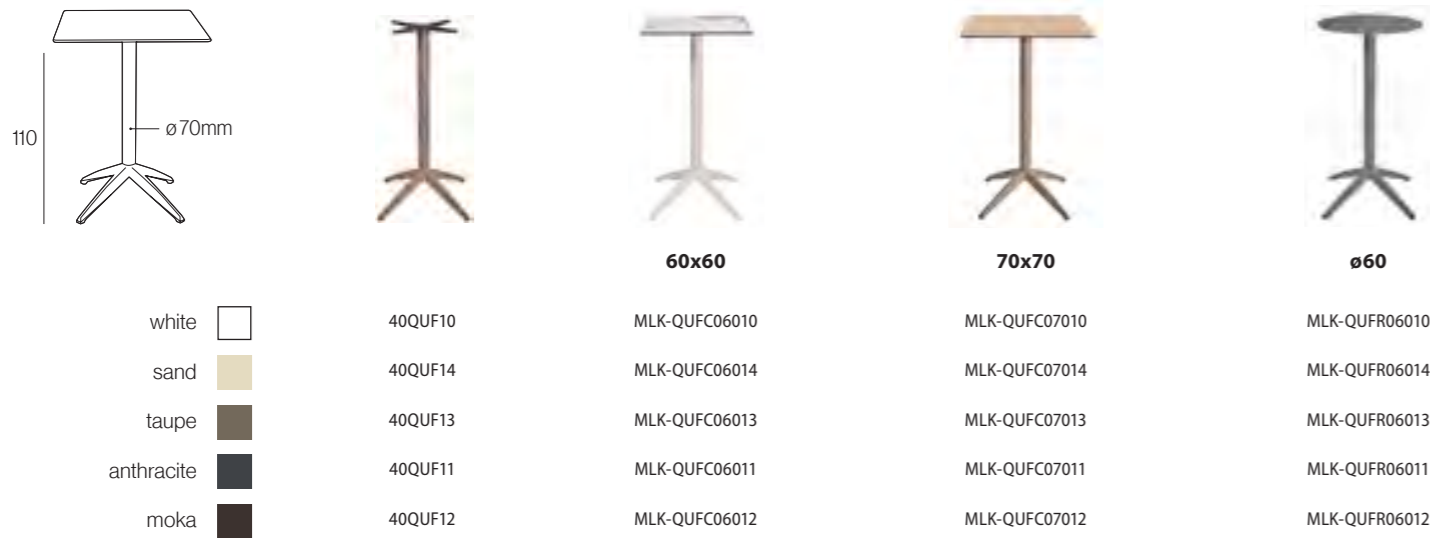 110
ø70mm
60x60 70x70 ø60
white 40QUF10 MLK-QUFC06010 MLK-QUFC07010 MLK-QUFR06010
sand 40QUF14 MLK-QUFC06014 MLK-QUFC07014 MLK-QUFR06014
taupe 40QUF13 MLK-QUFC06013 MLK-QUFC07013 MLK-QUFR06013
anthracite 40QUF11 MLK-QUFC06011 MLK-QUFC07011 MLK-QUFR06011
moka 40QUF12 MLK-QUFC06012 MLK-QUFC07012 MLK-QUFR06012